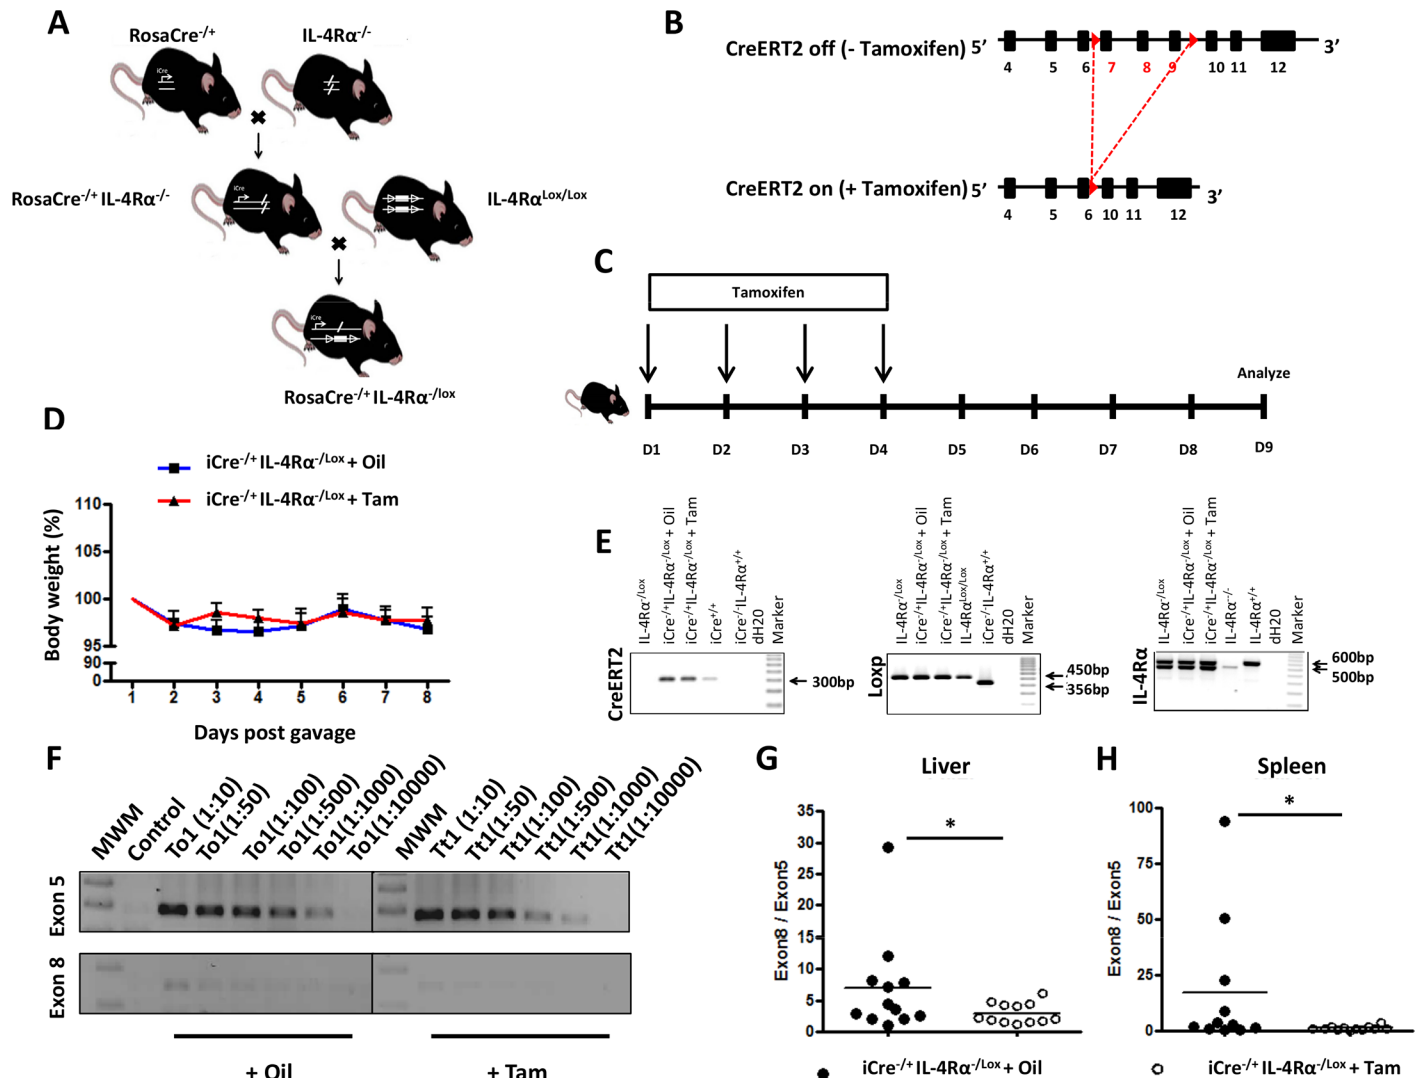 A
RosaCre-/+
IL-4Rα-/-
iCre
RosaCre-/+ IL-4Rα-/-
iCre
IL-4RαLox/Lox
iCre
RosaCre-/+ IL-4Rα-/lox
B
CreERT2 off (- Tamoxifen) 5’
3’
4 5 6 7 8 9 10 11 12
CreERT2 on (+ Tamoxifen) 5’
3’
4 5 6 10 11 12
C
Tamoxifen
Analyze
D1 D2 D3 D4 D5 D6 D7 D8 D9
D
iCre-/+ IL-4Rα-/Lox + Oil
iCre-/+ IL-4Rα-/Lox + Tam
Body weight (%)
110
105
100
95
90
0
1 2 3 4 5 6 7 8
Days post gavage
E
IL-4Rα-/Lox
iCre-/+IL-4Rα-/Lox + Oil
iCre-/+IL-4Rα-/Lox + Tam
iCre+/+
iCre-/-IL-4Rα+/+
dH20
Marker
CreERT2
300bp
IL-4Rα-/Lox
iCre-/+IL-4Rα-/Lox + Oil
iCre-/+IL-4Rα-/Lox + Tam
IL-4RαLox/Lox
iCre-/-IL-4Rα+/+
dH20
Marker
Loxp
450bp
356bp
IL-4Rα-/Lox
iCre-/+IL-4Rα-/Lox + Oil
iCre-/+IL-4Rα-/Lox + Tam
IL-4Rα-/-
IL-4Rα+/+
dH20
Marker
IL-4Rα
600bp
500bp
F
MWM
Control
To1 (1:10)
To1(1:50)
To1(1:100)
To1(1:500)
To1(1:1000)
To1(1:10000)
MWM
Tt1 (1:10)
Tt1(1:50)
Tt1(1:100)
Tt1(1:500)
Tt1(1:1000)
Tt1(1:10000)
Exon 5
Exon 8
+ Oil
+ Tam
G
Liver
*
Exon8 / Exon5
35
30
25
20
15
10
5
0
H
Spleen
*
Exon8 / Exon5
100
75
50
25
0
iCre-/+ IL-4Rα-/Lox + Oil
iCre-/+ IL-4Rα-/Lox + Tam